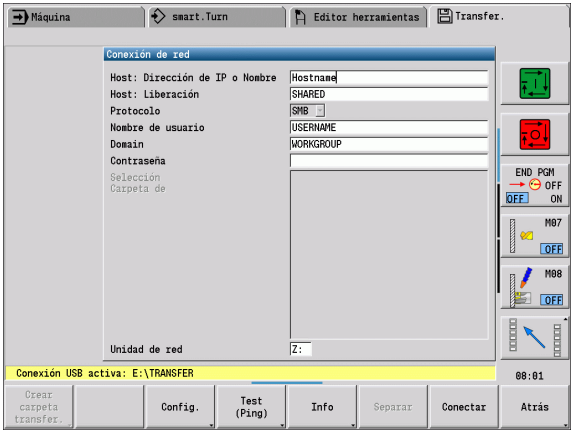 Máquina
smart.Turn
Editor herramientas
Transfer.
Conexión de red
Host: Dirección de IP o Nombre
Hostname
Host: Liberación
SHARED
Protocolo
SMB
Nombre de usuario
USERNAME
Domain
WORKGROUP
Contraseña
Selección
Carpeta de
Unidad de red
Z:
END PGM
OFF
OFF ON
M07
OFF
M08
OFF
Conexión USB activa: E:\TRANSFER
08:01
Crear
carpeta
transfer.
Config.
Test
(Ping)
Info
Separar
Conectar
Atrás